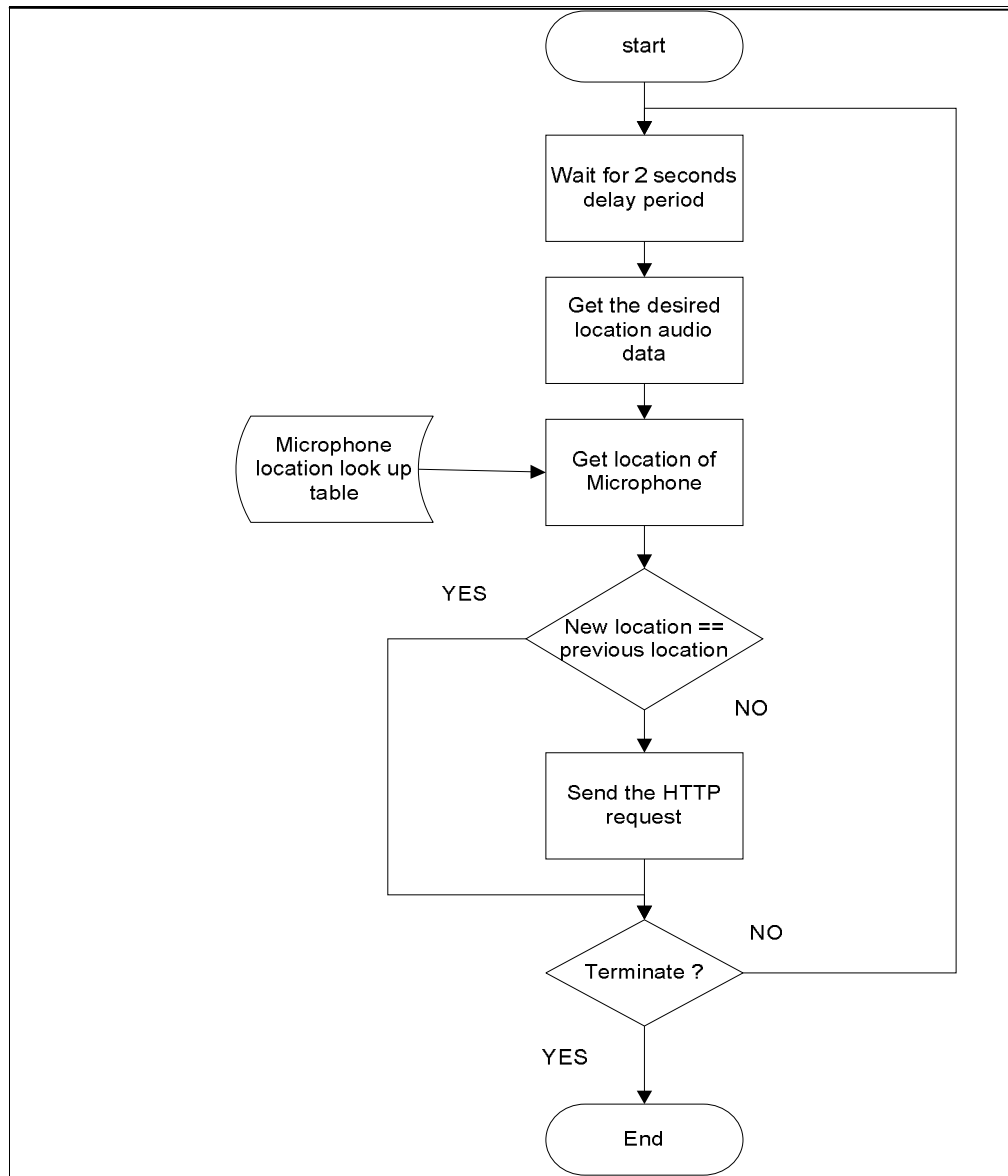 start
Wait for 2 seconds
delay period
Get the desired
location audio
data
Microphone
location look up
table
Get location of
Microphone
YES
New location ==
previous location
NO
Send the HTTP
request
NO
Terminate ?
YES
End